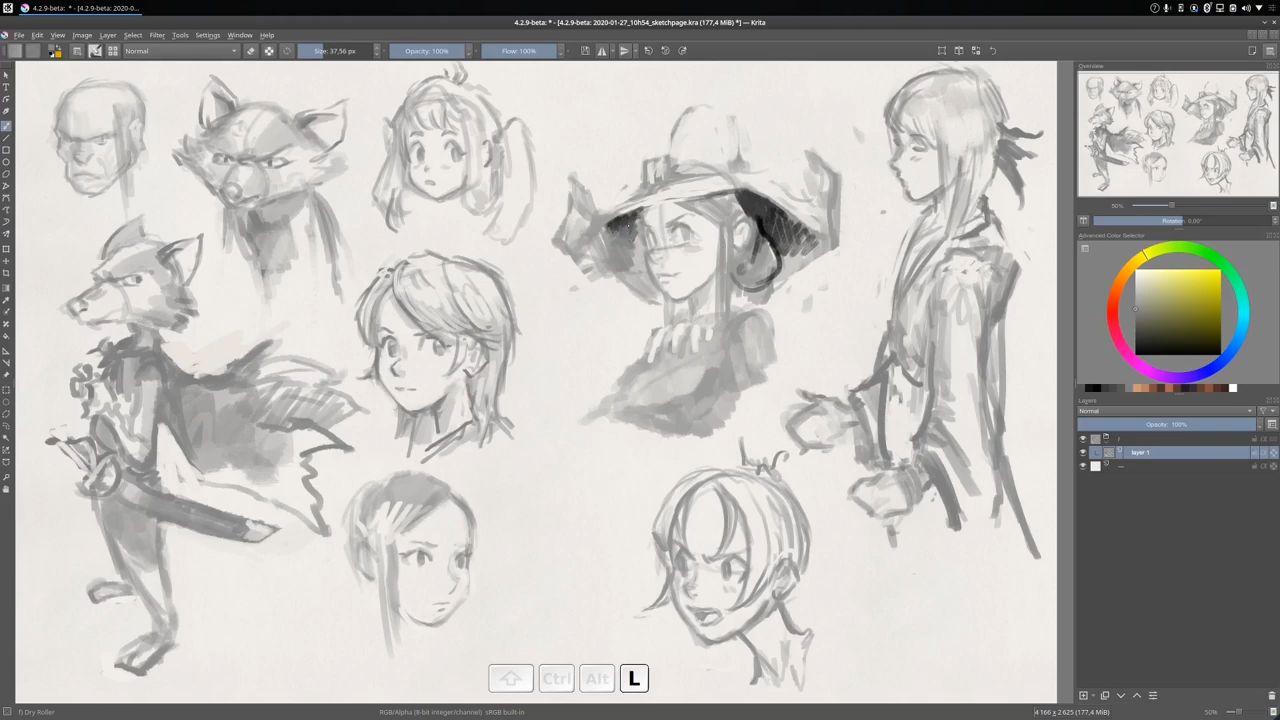 4.2.9-beta: * - [4.2.9-beta: 2020-0...
4.2.9-beta: * - [4.2.9-beta: 2020-01-27_10h54_sketchpage.kra (177,4 MiB) *] — Krita
File Edit View Image Layer Select Filter Tools Settings Window Help
Normal Size: 37,56 px Opacity: 100% Flow: 100%
Overview
50%
Rotation: 0,00°
Advanced Color Selector
Layers
Normal
Opacity: 100%
layer 1
Ctrl Alt L
f) Dry Roller RGB/Alpha (8-bit integer/channel) sRGB built-in 4 166 x 2 625 (177,4 MiB) 50%